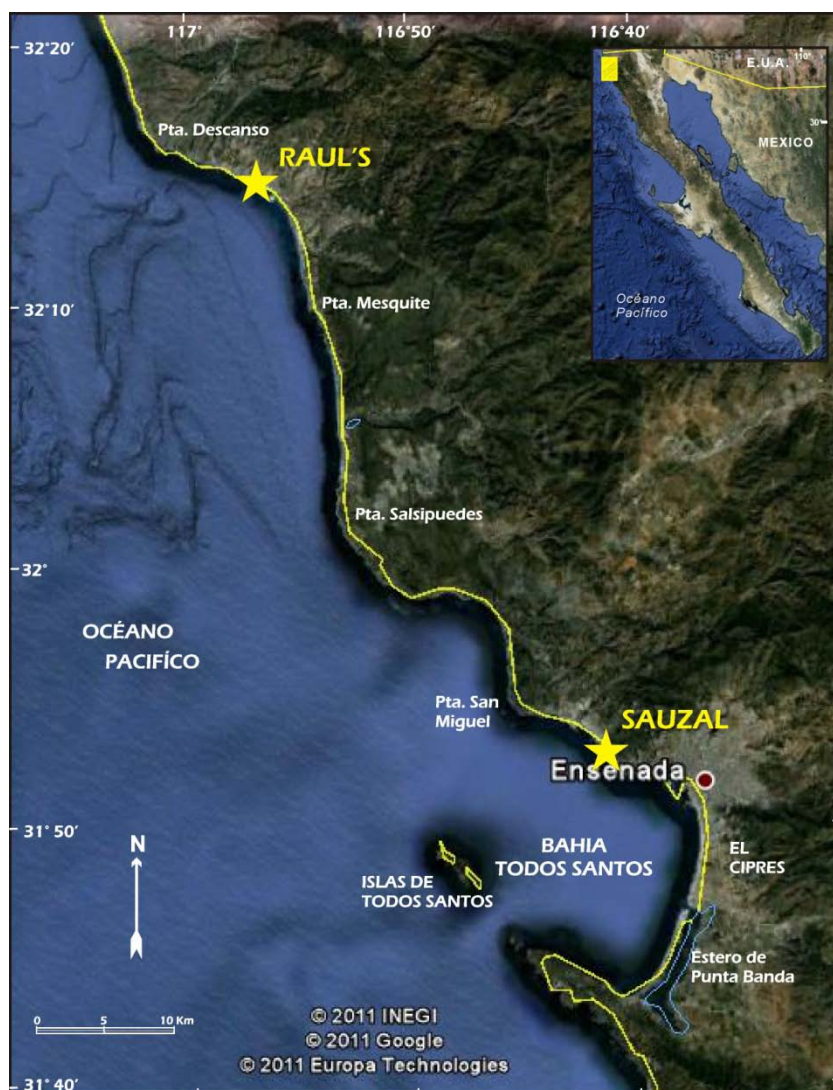 117°
116°50
116°40
32°20
E.U.A.
110°
30°
MEXICO
Océano
Pacífico
Pta. Descanso
RAUL´S
32°10
Pta. Mesquite
Pta. Salsipuedes
32°
OCÉANO
PACIFÍCO
Pta. San
Miguel
SAUZAL
Ensenada
31°50
N
BAHIA
TODOS SANTOS
EL
CIPRES
ISLAS DE
TODOS SANTOS
Estero de
Punta Banda
0 5 10 Km
© 2011 INEGI
© 2011 Google
© 2011 Europa Technologies
31°40